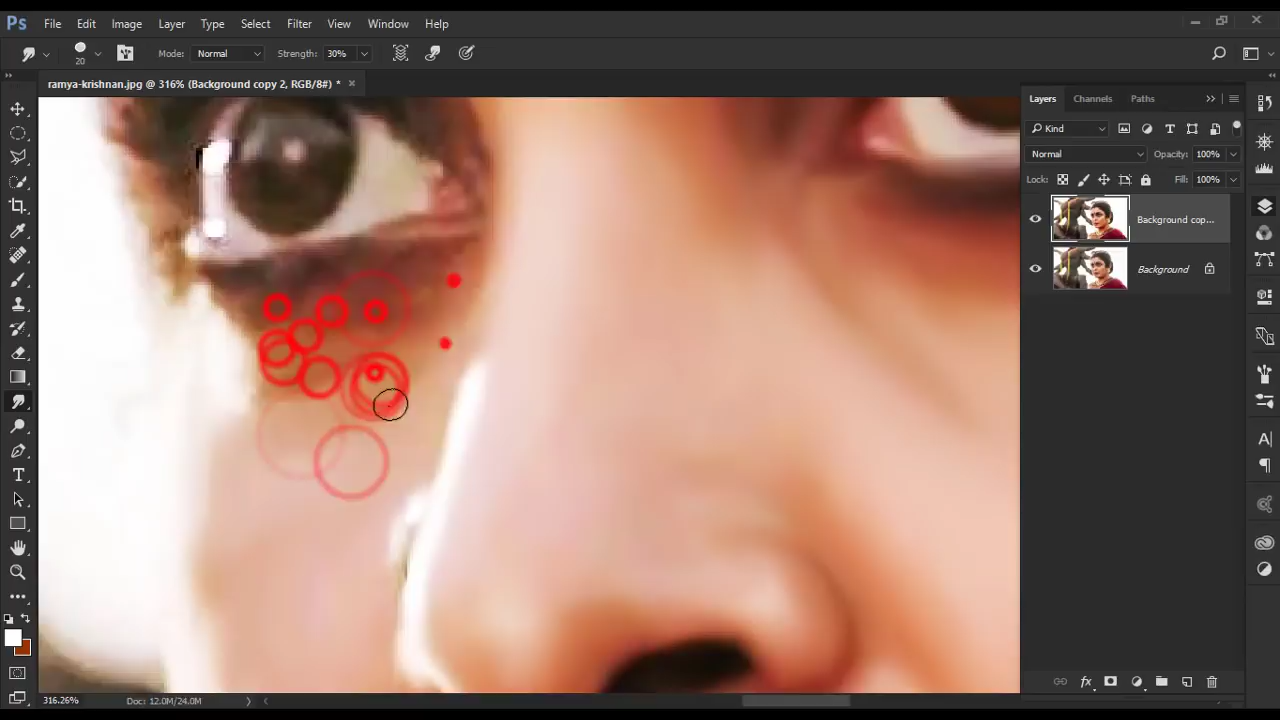 Ps File Edit Image Layer Type Select Filter View Window Help
20 Mode: Normal Strength: 30%
ramya-krishnan.jpg @ 316% (Background copy 2, RGB/8#) *
Layers Channels Paths
Kind
Normal Opacity: 100%
Lock: Fill: 100%
Background cop...
Background
316.26% Doc: 12.0M/24.0M
fx